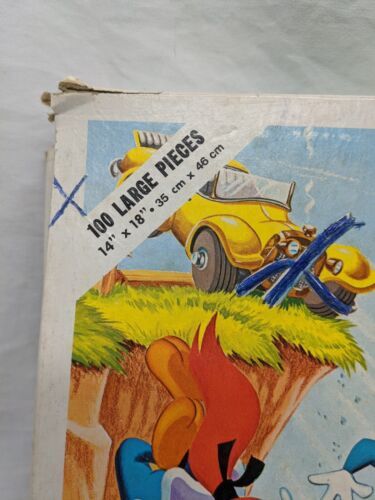 100 LARGE PIECES
14" x 18" • 35 cm x 46 cm